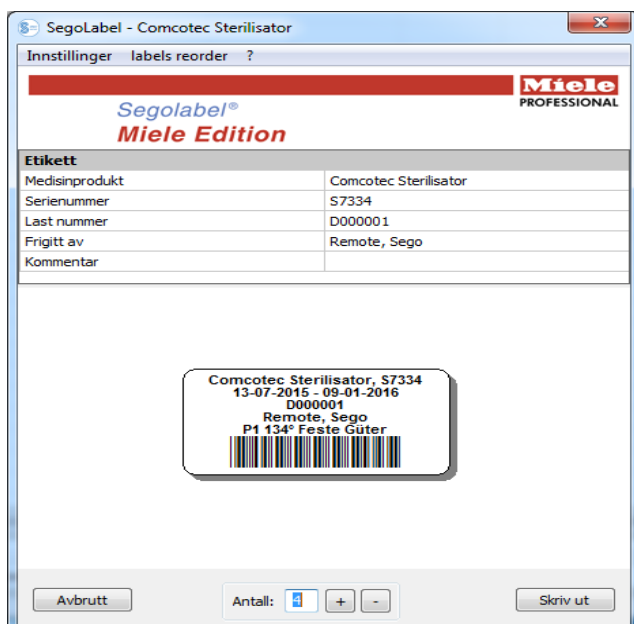 SegoLabel - Comcotec Sterilisator
Innstillinger labels reorder ?
Miele
PROFESSIONAL
Segolabel®
Miele Edition
Etikett
Medisinprodukt Comcotec Sterilisator
Serienummer S7334
Last nummer D000001
Frigitt av Remote, Sego
Kommentar
Comcotec Sterilisator, S7334
13-07-2015 - 09-01-2016
D000001
Remote, Sego
P1 134° Feste Güter
Avbrutt Antall: 4 + - Skriv ut